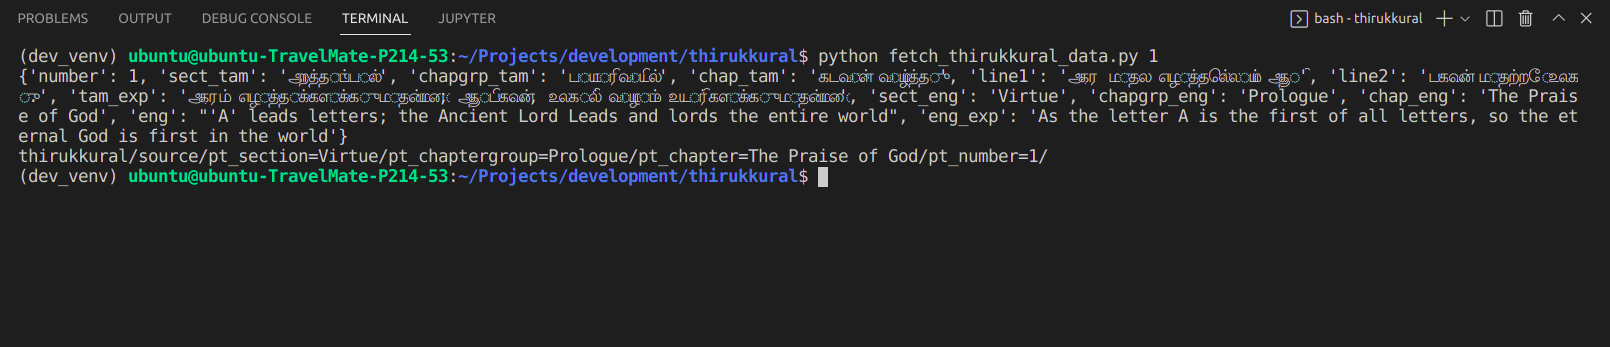 PROBLEMS OUTPUT DEBUG CONSOLE TERMINAL JUPYTER bash - thirukkural
(dev_venv) ubuntu@ubuntu-TravelMate-P214-53:~/Projects/development/thirukkural$ python fetch_thirukkural_data.py 1
{'number': 1, 'sect_tam': 'அறத்துப்பால்', 'chapgrp_tam': 'பாயிரவியல்', 'chap_tam': 'கடவுள் வாழ்த்து', 'line1': 'அகர முதல எழுத்தெல்லாம் ஆதி', 'line2': 'பகவன் முதற்றே உலக
ு.', 'tam_exp': 'அகரம் எழுத்துக்களுக்கு முதன்மை; ஆதிபகவன், உலகில் வாழும் உயிர்களுக்கு முதன்மை', 'sect_eng': 'Virtue', 'chapgrp_eng': 'Prologue', 'chap_eng': 'The Prais
e of God', 'eng': "'A' leads letters; the Ancient Lord Leads and lords the entire world", 'eng_exp': 'As the letter A is the first of all letters, so the et
ernal God is first in the world'}
thirukkural/source/pt_section=Virtue/pt_chaptergroup=Prologue/pt_chapter=The Praise of God/pt_number=1/
(dev_venv) ubuntu@ubuntu-TravelMate-P214-53:~/Projects/development/thirukkural$